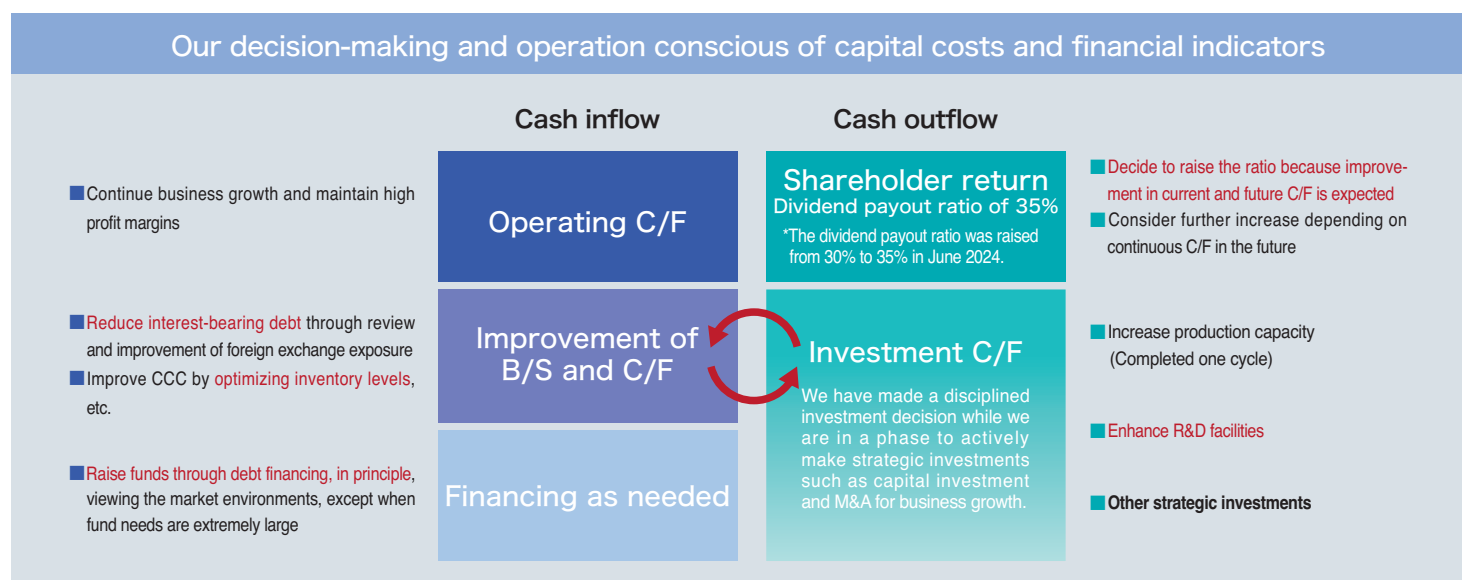 Our decision-making and operation conscious of capital costs and financial indicators
Cash inflow
Cash outflow
■Continue business growth and maintain high
profit margins
Operating C/F
Shareholder return
Dividend payout ratio of 35%
*The dividend payout ratio was raised
from 30% to 35% in June 2024.
■Decide to raise the ratio because improve-
ment in current and future C/F is expected
■Consider further increase depending on
continuous C/F in the future
■Reduce interest-bearing debt through review
and improvement of foreign exchange exposure
■Improve CCC by optimizing inventory levels,
etc.
Improvement of
B/S and C/F
Investment C/F
We have made a disciplined
investment decision while we
are in a phase to actively
make strategic investments
such as capital investment
and M&A for business growth.
■Increase production capacity
(Completed one cycle)
■Enhance R&D facilities
■Other strategic investments
■Raise funds through debt financing, in principle,
viewing the market environments, except when
fund needs are extremely large
Financing as needed